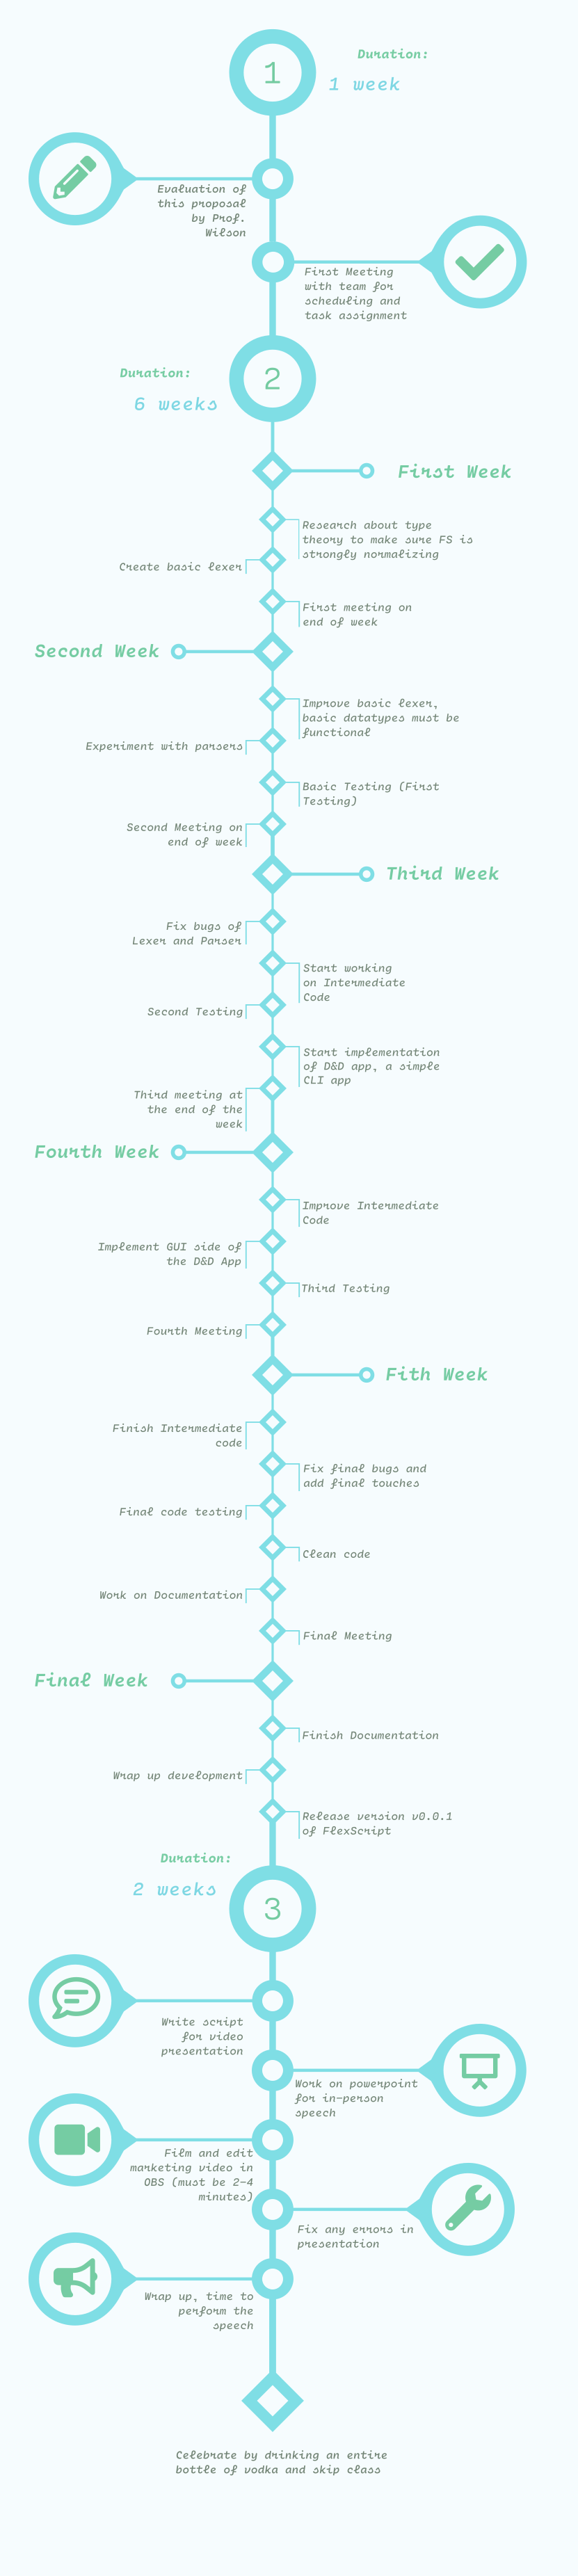 1
Duration:
1 week
Evaluation of
this proposal
by Prof.
Wilson
First Meeting
with team for
scheduling and
task assignment
Duration:
6 weeks
2
First Week
Research about type
theory to make sure FS is
strongly normalizing
Create basic lexer
First meeting on
end of week
Second Week
Improve basic lexer,
basic datatypes must be
functional
Experiment with parsers
Basic Testing (First
Testing)
Second Meeting on
end of week
Third Week
Fix bugs of
Lexer and Parser
Start working
on Intermediate
Code
Second Testing
Start implementation
of D&D app, a simple
CLI app
Third meeting at
the end of the
week
Fourth Week
Improve Intermediate
Code
Implement GUI side of
the D&D App
Third Testing
Fourth Meeting
Fith Week
Finish Intermediate
code
Fix final bugs and
add final touches
Final code testing
Clean code
Work on Documentation
Final Meeting
Final Week
Finish Documentation
Wrap up development
Release version v0.0.1
of FlexScript
Duration:
2 weeks
3
Write script
for video
presentation
Work on powerpoint
for in-person
speech
Film and edit
marketing video in
OBS (must be 2-4
minutes)
Fix any errors in
presentation
Wrap up, time to
perform the
speech
Celebrate by drinking an entire
bottle of vodka and skip class